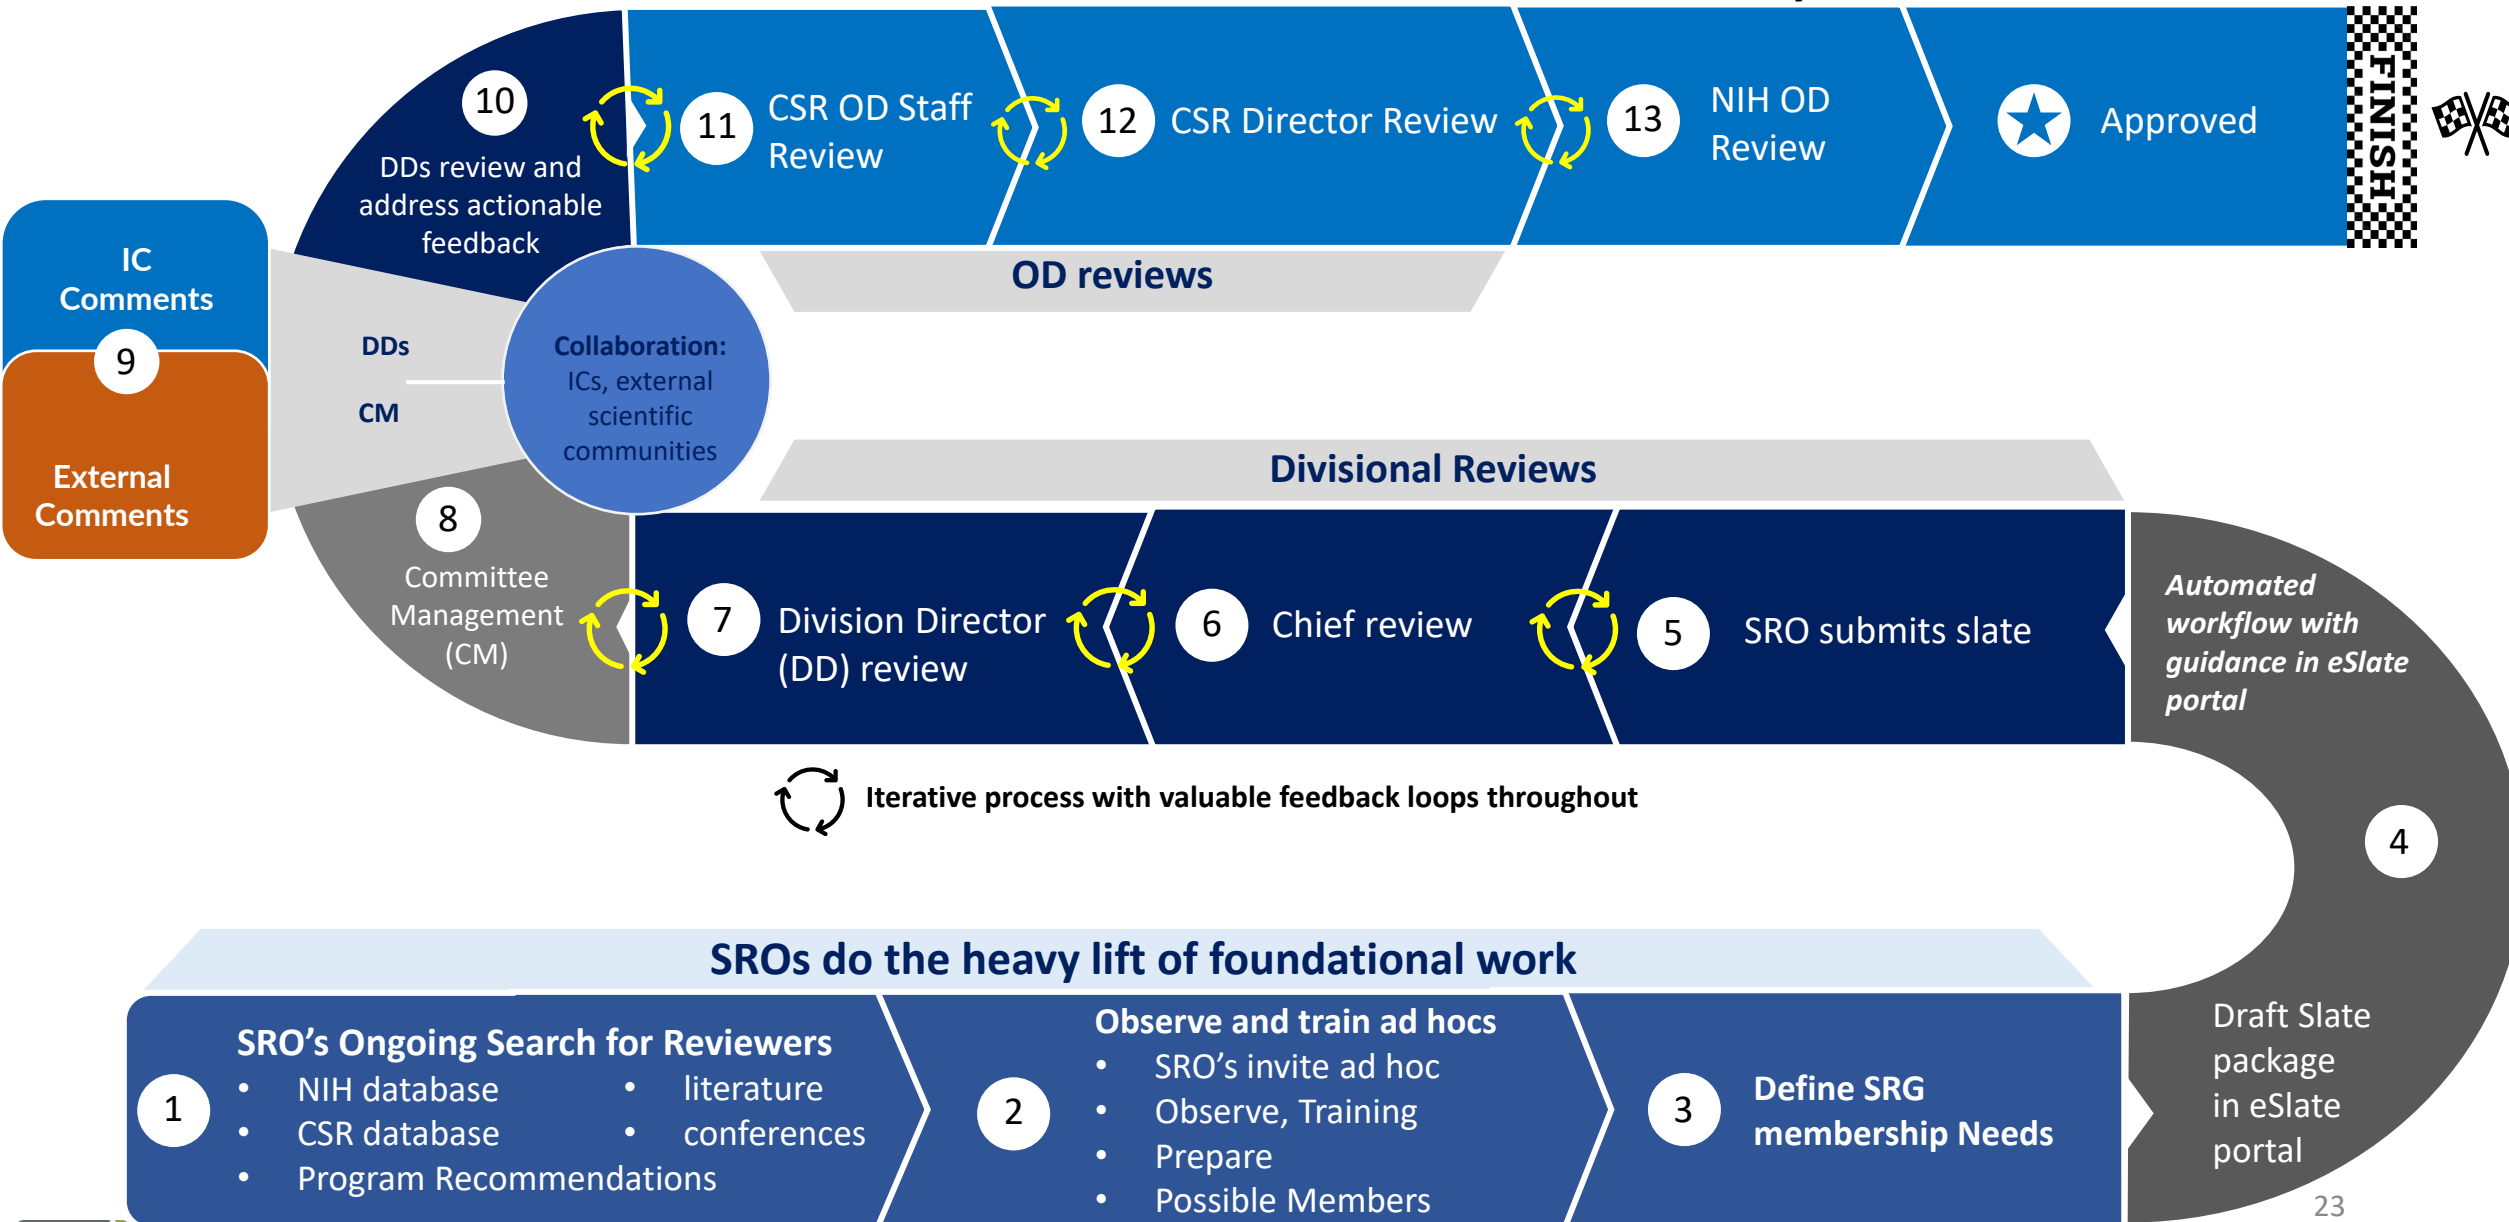 10
DDs review and
address actionable
feedback
11
CSR OD Staff
Review
12
CSR Director Review
13
NIH OD
Review
Approved
FINISH
OD reviews
IC
Comments
9
External
Comments
DDs
CM
Collaboration:
ICs, external
scientific
communities
Divisional Reviews
8
Committee
Management
(CM)
7
Division Director
(DD) review
6
Chief review
5
SRO submits slate
Automated
workflow with
guidance in eSlate
portal
Iterative process with valuable feedback loops throughout
4
Draft Slate
package
in eSlate
portal
SROs do the heavy lift of foundational work
1
SRO’s Ongoing Search for Reviewers
• NIH database
• CSR database
• Program Recommendations
• literature
• conferences
2
Observe and train ad hocs
• SRO’s invite ad hoc
• Observe, Training
• Prepare
• Possible Members
3
Define SRG
membership Needs
23